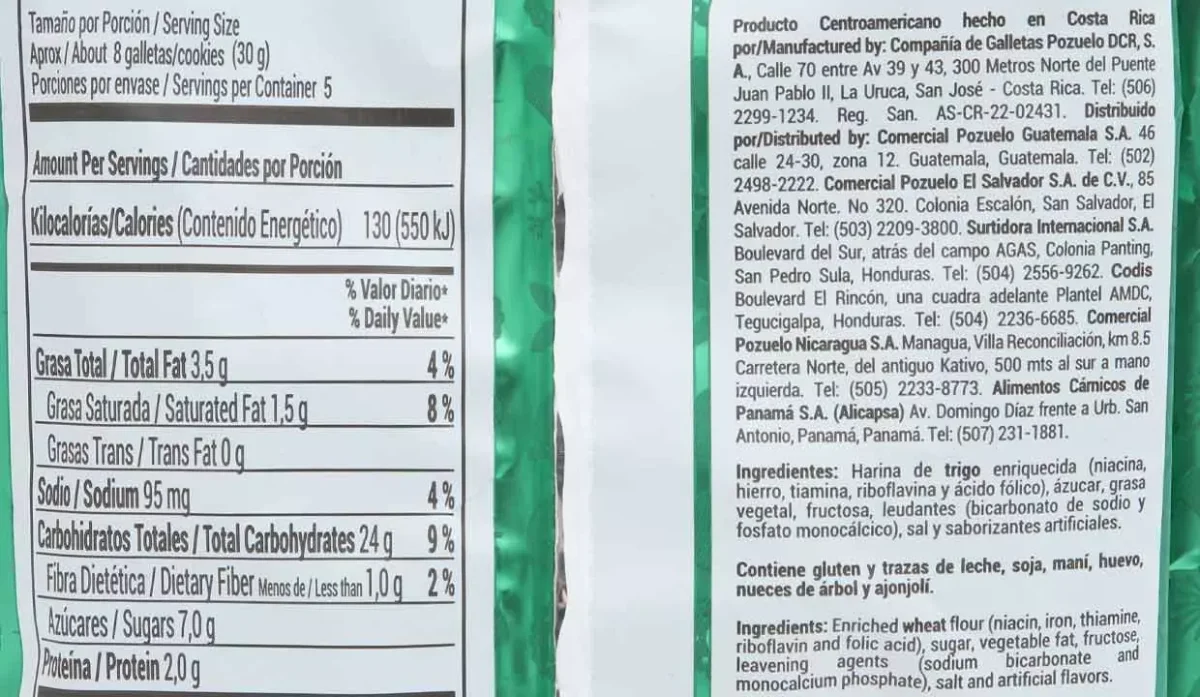 Tamaño por Porción / Serving Size
Aprox / About 8 galletas/cookies (30 g)
Porciones por envase / Servings per Container 5
Amount Per Servings / Cantidades por Porción
Kilocalorías/Calories (Contenido Energético) 130 (550 kJ)
% Valor Diario*
% Daily Value*
Grasa Total / Total Fat 3,5 g 4 %
Grasa Saturada / Saturated Fat 1,5 g 8 %
Grasas Trans / Trans Fat 0 g
Sodio / Sodium 95 mg 4 %
Carbohidratos Totales / Total Carbohydrates 24 g 9 %
Fibra Dietética / Dietary Fiber Menos de / Less than 1,0 g 2 %
Azúcares / Sugars 7,0 g
Proteína / Protein 2,0 g
Producto Centroamericano hecho en Costa Rica
por/Manufactured by: Compañía de Galletas Pozuelo DCR, S.
A., Calle 70 entre Av 39 y 43, 300 Metros Norte del Puente
Juan Pablo II, La Uruca, San José - Costa Rica. Tel: (506)
2299-1234. Reg. San. AS-CR-22-02431. Distribuido
por/Distributed by: Comercial Pozuelo Guatemala S.A. 46
calle 24-30, zona 12. Guatemala, Guatemala. Tel: (502)
2498-2222. Comercial Pozuelo El Salvador S.A. de C.V., 85
Avenida Norte. No 320. Colonia Escalón, San Salvador, El
Salvador. Tel: (503) 2209-3800. Surtidora Internacional S.A.
Boulevard del Sur, atrás del campo AGAS, Colonia Panting,
San Pedro Sula, Honduras. Tel: (504) 2556-9262. Codis
Boulevard El Rincón, una cuadra adelante Plantel AMDC,
Tegucigalpa, Honduras. Tel: (504) 2236-6685. Comercial
Pozuelo Nicaragua S.A. Managua, Villa Reconciliación, km 8.5
Carretera Norte, del antiguo Kativo, 500 mts al sur a mano
izquierda. Tel: (505) 2233-8773. Alimentos Cárnicos de
Panamá S.A. (Alicapsa) Av. Domingo Díaz frente a Urb. San
Antonio, Panamá, Panamá. Tel: (507) 231-1881.
Ingredientes: Harina de trigo enriquecida (niacina,
hierro, tiamina, riboflavina y ácido fólico), ázucar, grasa
vegetal, fructosa, leudantes (bicarbonato de sodio y
fosfato monocálcico), sal y saborizantes artificiales.
Contiene gluten y trazas de leche, soja, maní, huevo,
nueces de árbol y ajonjolí.
Ingredients: Enriched wheat flour (niacin, iron, thiamine,
riboflavin and folic acid), sugar, vegetable fat, fructose,
leavening agents (sodium bicarbonate and
monocalcium phosphate), salt and artificial flavors.